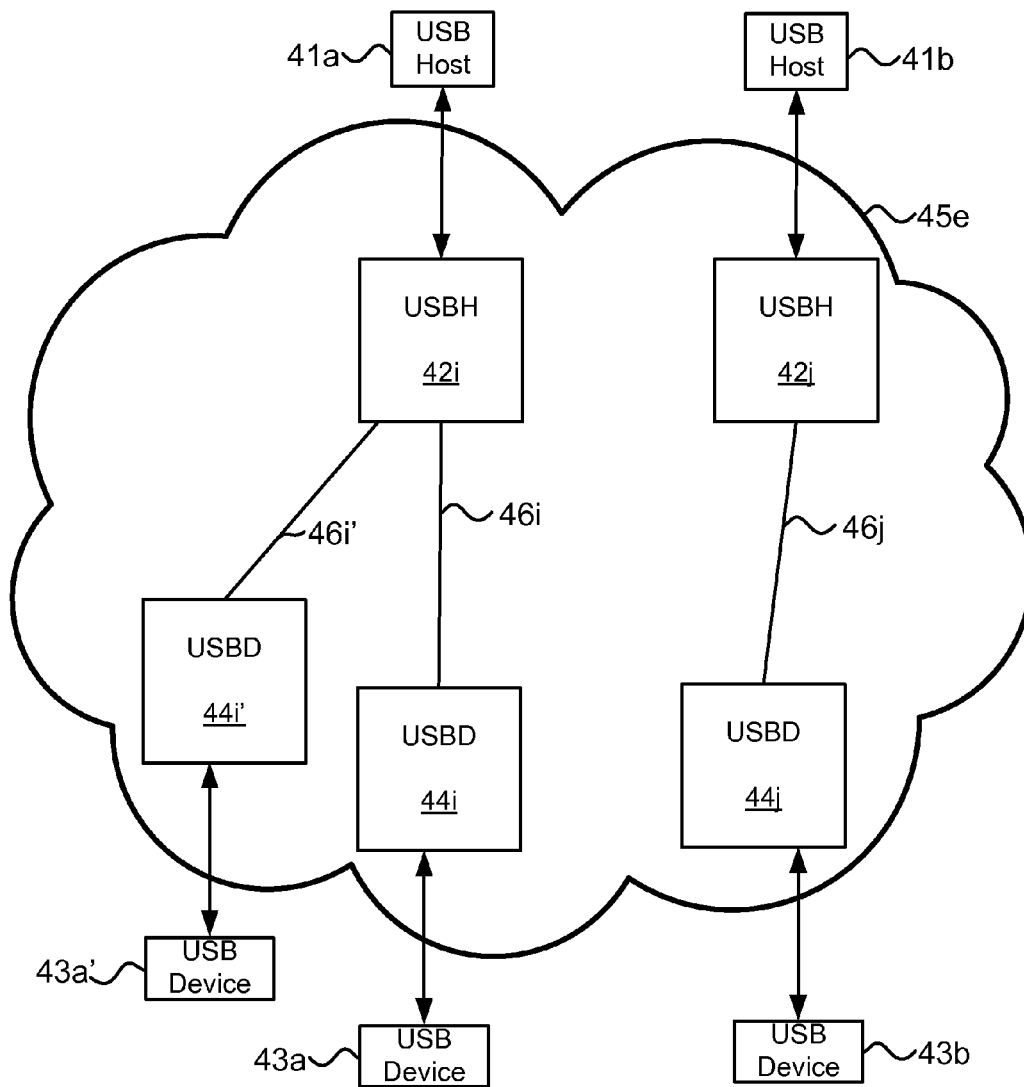 USB
Host
41a
USB
Host
41b
45e
USBH
42i
USBH
42j
46i’
46i
46j
USBD
44i’
USBD
44i
USBD
44j
USB
Device
43a’
USB
Device
43a
USB
Device
43b